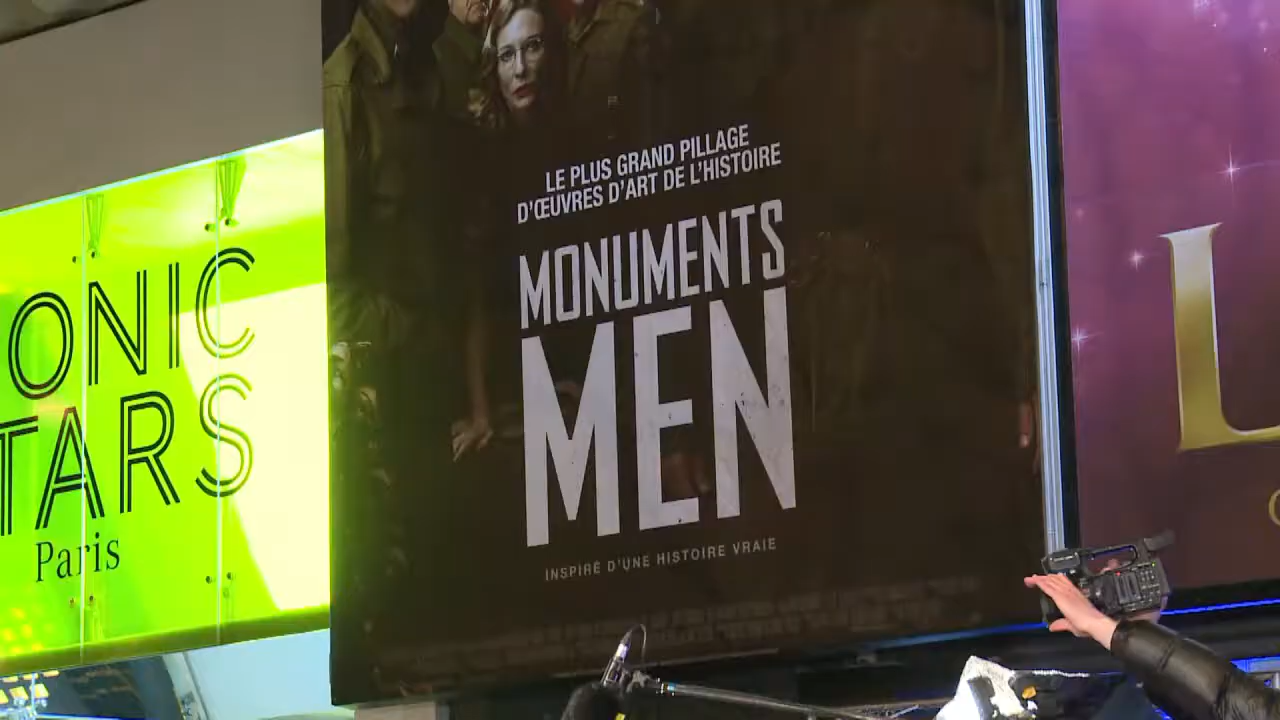 ONIC
TARS
Paris
LE PLUS GRAND PILLAGE
D'ŒUVRES D'ART DE L'HISTOIRE
MONUMENTS
MEN
INSPIRÉ D'UNE HISTOIRE VRAIE
L